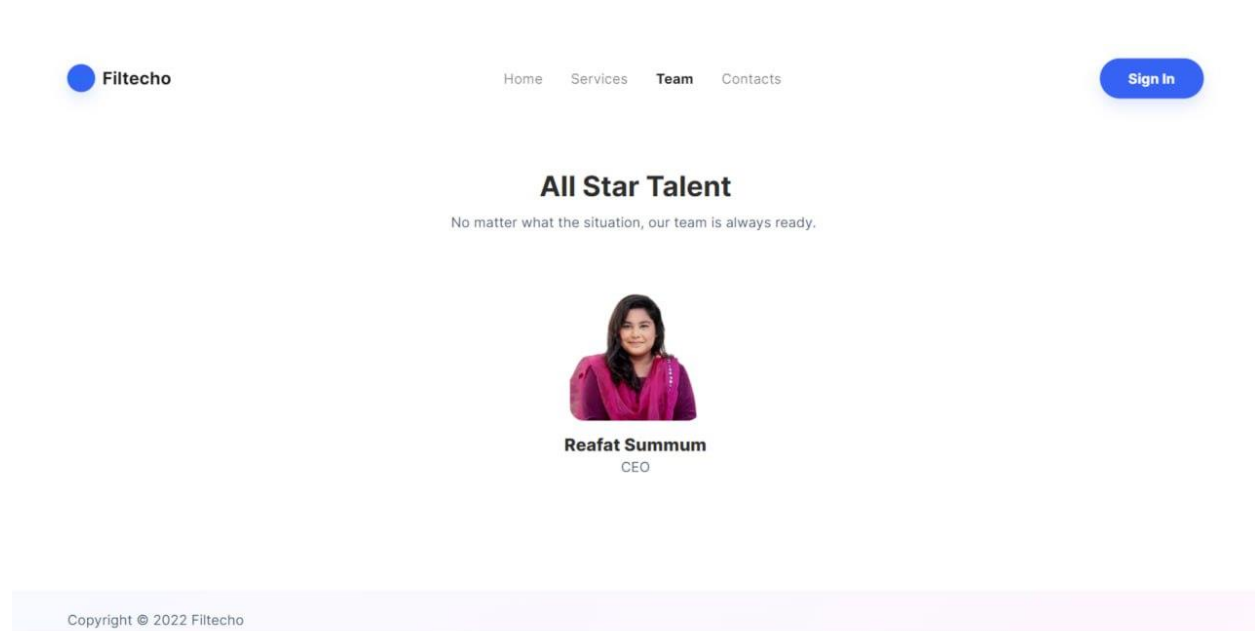 Filtecho
Home Services Team Contacts
Sign In
All Star Talent
No matter what the situation, our team is always ready.
Reafat Summum
CEO
Copyright © 2022 Filtecho